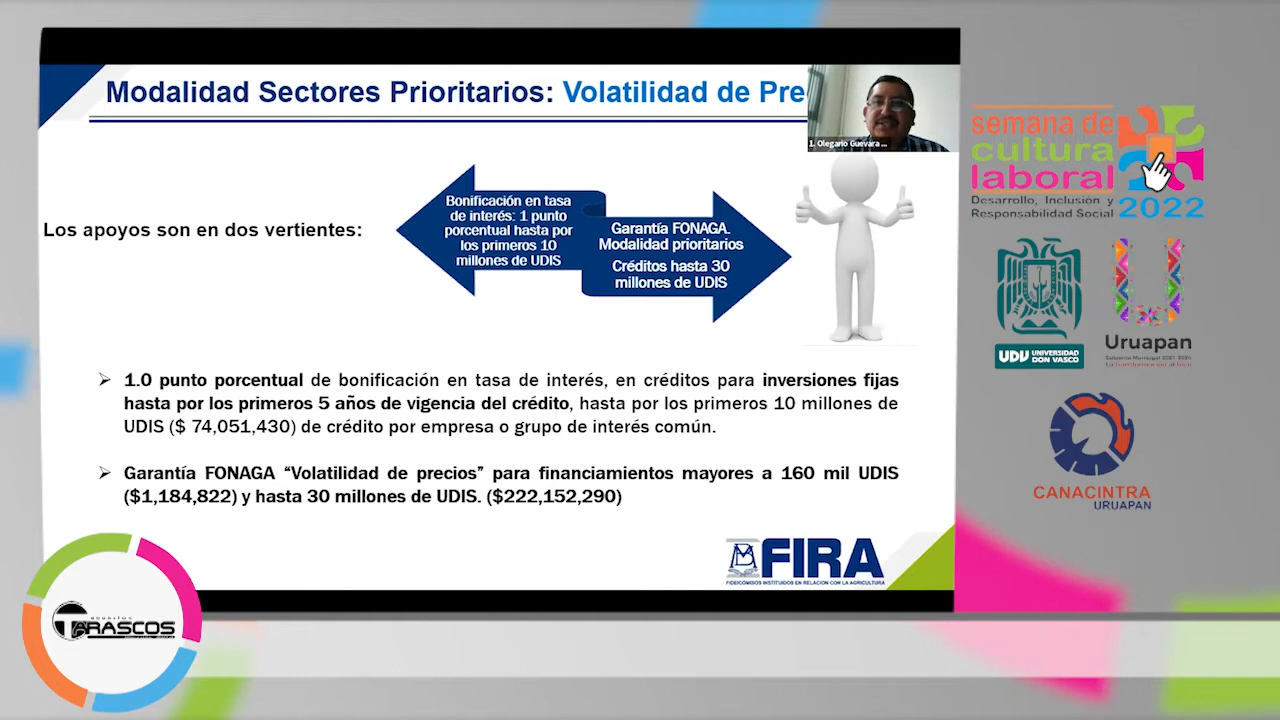 Modalidad Sectores Prioritarios: Volatilidad de Pre
1. Olegario Guevara ...
Los apoyos son en dos vertientes:
Bonificación en tasa
de interés: 1 punto
porcentual hasta por
los primeros 10
millones de UDIS
Garantía FONAGA.
Modalidad prioritarios
Créditos hasta 30
millones de UDIS
➢ 1.0 punto porcentual de bonificación en tasa de interés, en créditos para inversiones fijas
hasta por los primeros 5 años de vigencia del crédito, hasta por los primeros 10 millones de
UDIS ($ 74,051,430) de crédito por empresa o grupo de interés común.
➢ Garantía FONAGA “Volatilidad de precios” para financiamientos mayores a 160 mil UDIS
($1,184,822) y hasta 30 millones de UDIS. ($222,152,290)
FIRA
FIDEICOMISOS INSTITUIDOS EN RELACIÓN CON LA AGRICULTURA
semana de
cultura
laboral
Desarrollo, Inclusión y
Responsabilidad Social
2022
UDV UNIVERSIDAD
DON VASCO
Uruapan
Gobierno Municipal 2021-2024
CANACINTRA
URUAPAN
TARASCOS